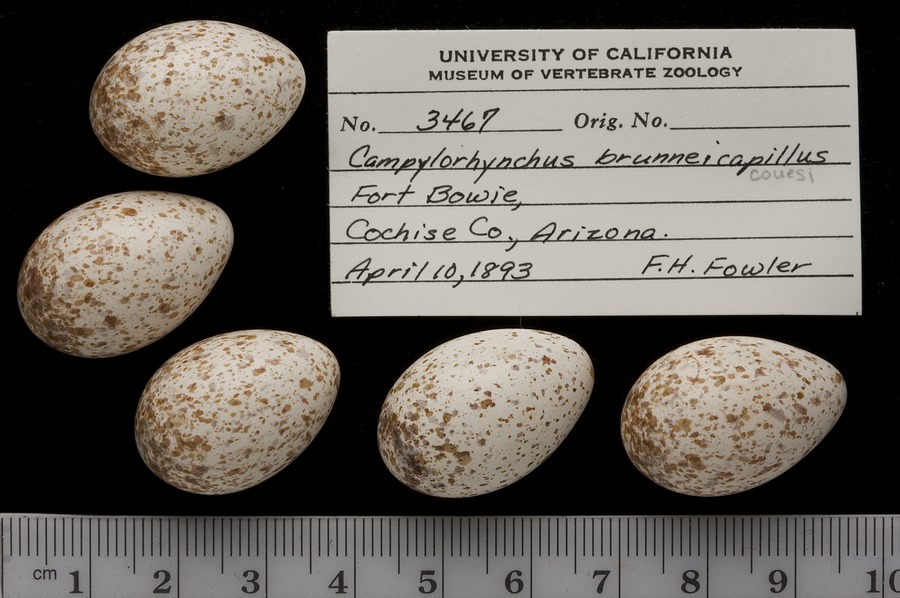 UNIVERSITY OF CALIFORNIA
MUSEUM OF VERTEBRATE ZOOLOGY
No. 3467 Orig. No.
Campylorhynchus brunneicapillus
couesi
Fort Bowie,
Cochise Co., Arizona.
April 10, 1893 F.H. Fowler
cm 1 2 3 4 5 6 7 8 9 10